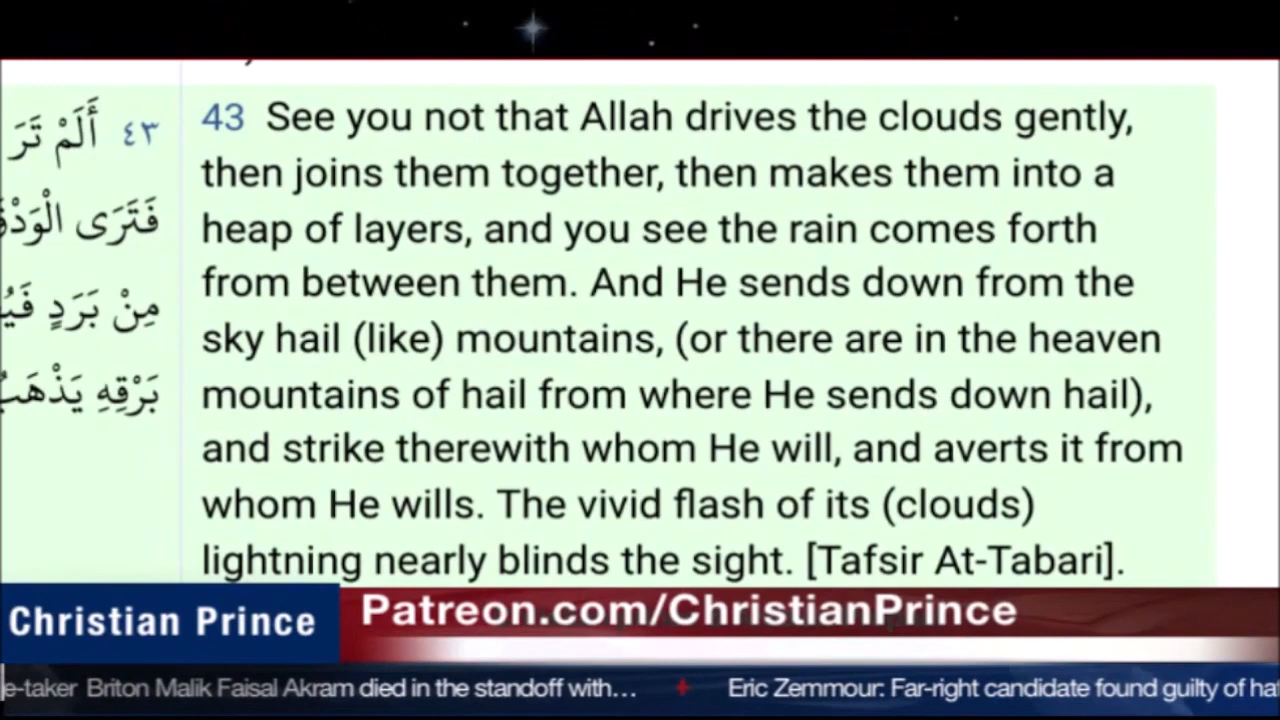 ٤٣ أَلَمْ تَرَ
فَتَرَى الْوَدْقَ
مِنْ بَرَدٍ
بَرْقِهِ يَذْهَبُ
43 See you not that Allah drives the clouds gently,
then joins them together, then makes them into a
heap of layers, and you see the rain comes forth
from between them. And He sends down from the
sky hail (like) mountains, (or there are in the heaven
mountains of hail from where He sends down hail),
and strike therewith whom He will, and averts it from
whom He wills. The vivid flash of its (clouds)
lightning nearly blinds the sight. [Tafsir At-Tabari].
Christian Prince
Patreon.com/ChristianPrince
e-taker Briton Malik Faisal Akram died in the standoff with… Eric Zemmour: Far-right candidate found guilty of hat